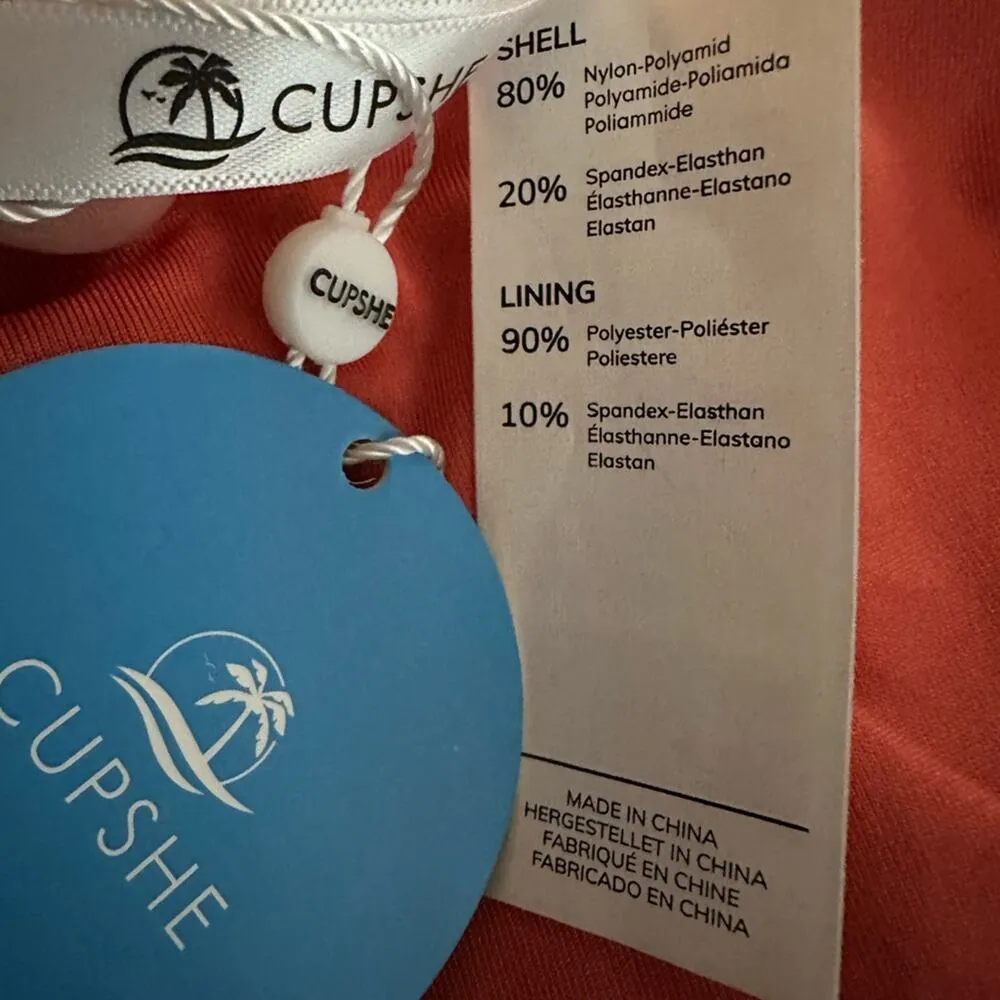 CUPSHE
CUPSHE
CUPSHE
SHELL
80% Nylon-Polyamid
Polyamide-Poliamida
Poliammide
20% Spandex-Elasthan
Élasthanne-Elastano
Elastan
LINING
90% Polyester-Poliéster
Poliestere
10% Spandex-Elasthan
Élasthanne-Elastano
Elastan
MADE IN CHINA
HERGESTELLET IN CHINA
FABRIQUÉ EN CHINE
FABRICADO EN CHINA